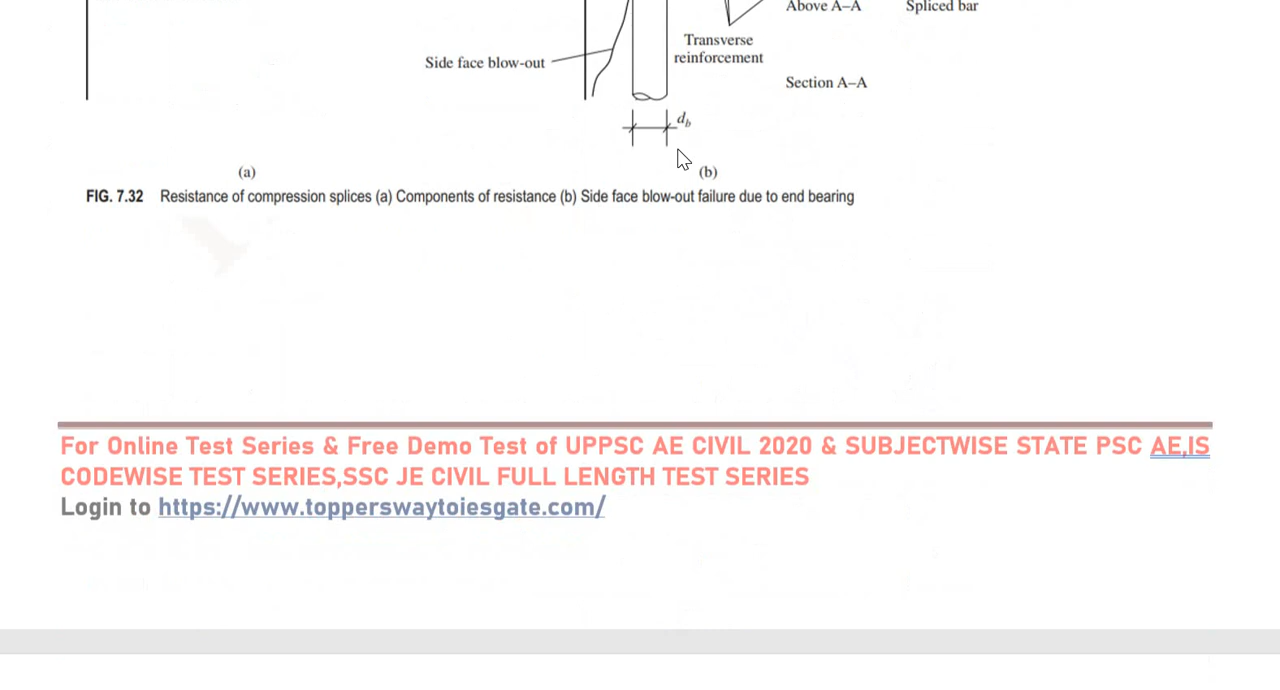 Above A–A Spliced bar
Transverse
reinforcement
Side face blow-out
Section A–A
db
(a) (b)
FIG. 7.32 Resistance of compression splices (a) Components of resistance (b) Side face blow-out failure due to end bearing
For Online Test Series & Free Demo Test of UPPSC AE CIVIL 2020 & SUBJECTWISE STATE PSC AE,IS
CODEWISE TEST SERIES,SSC JE CIVIL FULL LENGTH TEST SERIES
Login to https://www.topperswaytoiesgate.com/